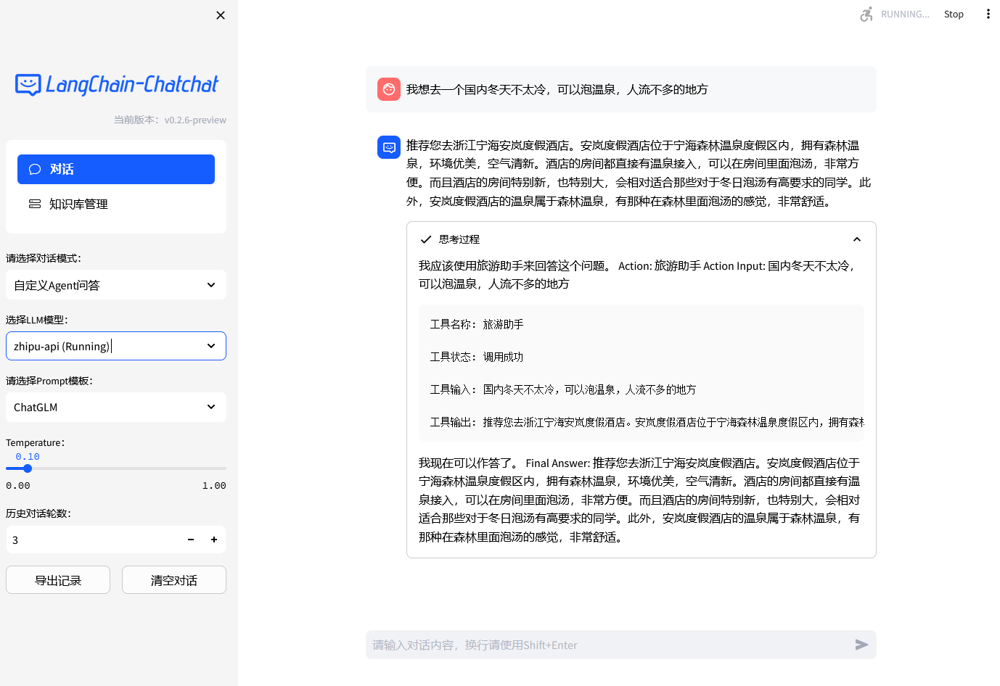 RUNNING...
Stop
LangChain-Chatchat
当前版本：v0.2.6-preview
对话
知识库管理
请选择对话模式：
自定义Agent问答
选择LLM模型：
zhipu-api (Running)
请选择Prompt模板：
ChatGLM
Temperature：
0.10
0.00
1.00
历史对话轮数：
3
导出记录
清空对话
我想去一个国内冬天不太冷，可以泡温泉，人流不多的地方
推荐您去浙江宁海安岚度假酒店。安岚度假酒店位于宁海森林温泉度假区内，拥有森林温
泉，环境优美，空气清新。酒店的房间都直接有温泉接入，可以在房间里面泡汤，非常方
便。而且酒店的房间特别新，也特别大，会相对适合那些对于冬日泡汤有高要求的同学。此
外，安岚度假酒店的温泉属于森林温泉，有那种在森林里面泡汤的感觉，非常舒适。
思考过程
我应该使用旅游助手来回答这个问题。 Action: 旅游助手 Action Input: 国内冬天不太冷，
可以泡温泉，人流不多的地方
工具名称: 旅游助手
工具状态: 调用成功
工具输入: 国内冬天不太冷，可以泡温泉，人流不多的地方
工具输出: 推荐您去浙江宁海安岚度假酒店。安岚度假酒店位于宁海森林温泉度假区内，拥有森林
我现在可以作答了。 Final Answer: 推荐您去浙江宁海安岚度假酒店。安岚度假酒店位于
宁海森林温泉度假区内，拥有森林温泉，环境优美，空气清新。酒店的房间都直接有温
泉接入，可以在房间里面泡汤，非常方便。而且酒店的房间特别新，也特别大，会相对
适合那些对于冬日泡汤有高要求的同学。此外，安岚度假酒店的温泉属于森林温泉，有
那种在森林里面泡汤的感觉，非常舒适。
请输入对话内容，换行请使用Shift+Enter